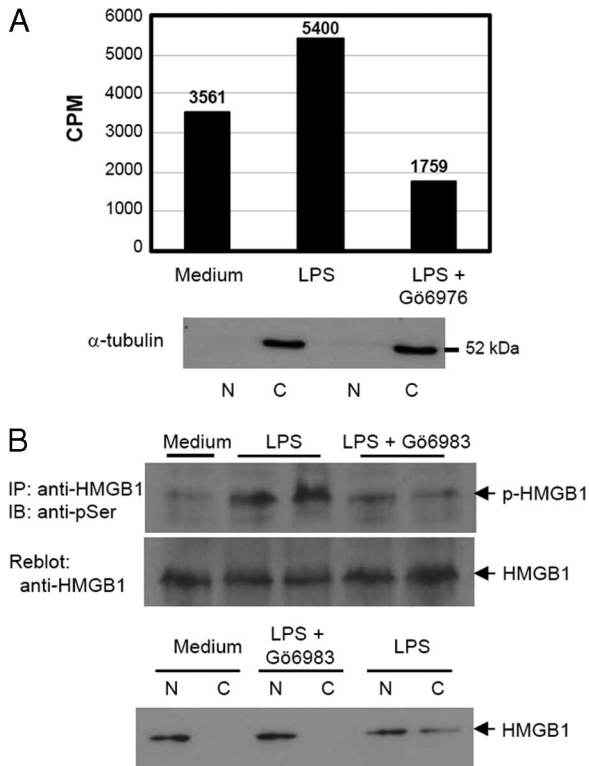 A
6000
5000
4000
3000
2000
1000
0
CPM
3561
5400
1759
Medium LPS LPS +
Gö6976
α-tubulin
52 kDa
N C N C
B
Medium LPS LPS + Gö6983
IP: anti-HMGB1
IB: anti-pSer
p-HMGB1
Reblot:
anti-HMGB1
HMGB1
Medium LPS +
Gö6983 LPS
N C N C N C
HMGB1